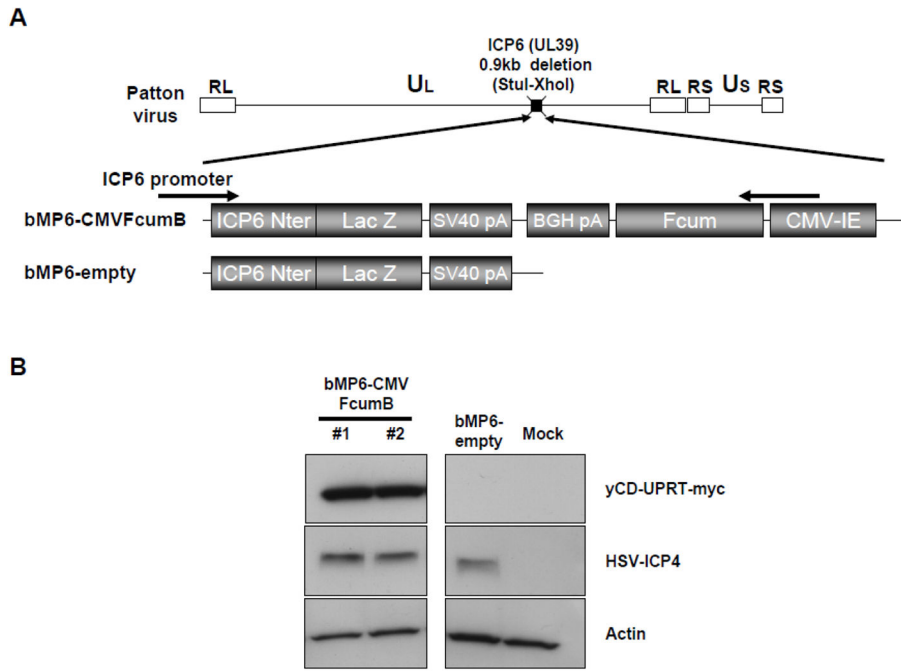 A
ICP6 (UL39)
0.9kb deletion
(StuI-XhoI)
Patton
virus
RL
UL
RL
RS
US
RS
ICP6 promoter
bMP6-CMVFcumB
ICP6 Nter
Lac Z
SV40 pA
BGH pA
Fcum
CMV-IE
bMP6-empty
ICP6 Nter
Lac Z
SV40 pA
B
bMP6-CMV
FcumB
#1
#2
bMP6-
empty
Mock
yCD-UPRT-myc
HSV-ICP4
Actin